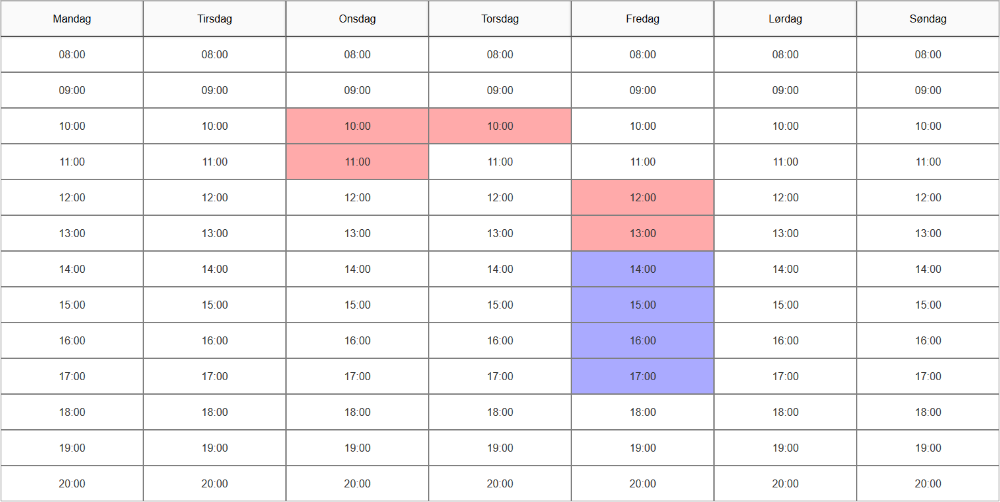 Mandag Tirsdag Onsdag Torsdag Fredag Lørdag Søndag
08:00 08:00 08:00 08:00 08:00 08:00 08:00
09:00 09:00 09:00 09:00 09:00 09:00 09:00
10:00 10:00 10:00 10:00 10:00 10:00 10:00
11:00 11:00 11:00 11:00 11:00 11:00 11:00
12:00 12:00 12:00 12:00 12:00 12:00 12:00
13:00 13:00 13:00 13:00 13:00 13:00 13:00
14:00 14:00 14:00 14:00 14:00 14:00 14:00
15:00 15:00 15:00 15:00 15:00 15:00 15:00
16:00 16:00 16:00 16:00 16:00 16:00 16:00
17:00 17:00 17:00 17:00 17:00 17:00 17:00
18:00 18:00 18:00 18:00 18:00 18:00 18:00
19:00 19:00 19:00 19:00 19:00 19:00 19:00
20:00 20:00 20:00 20:00 20:00 20:00 20:00